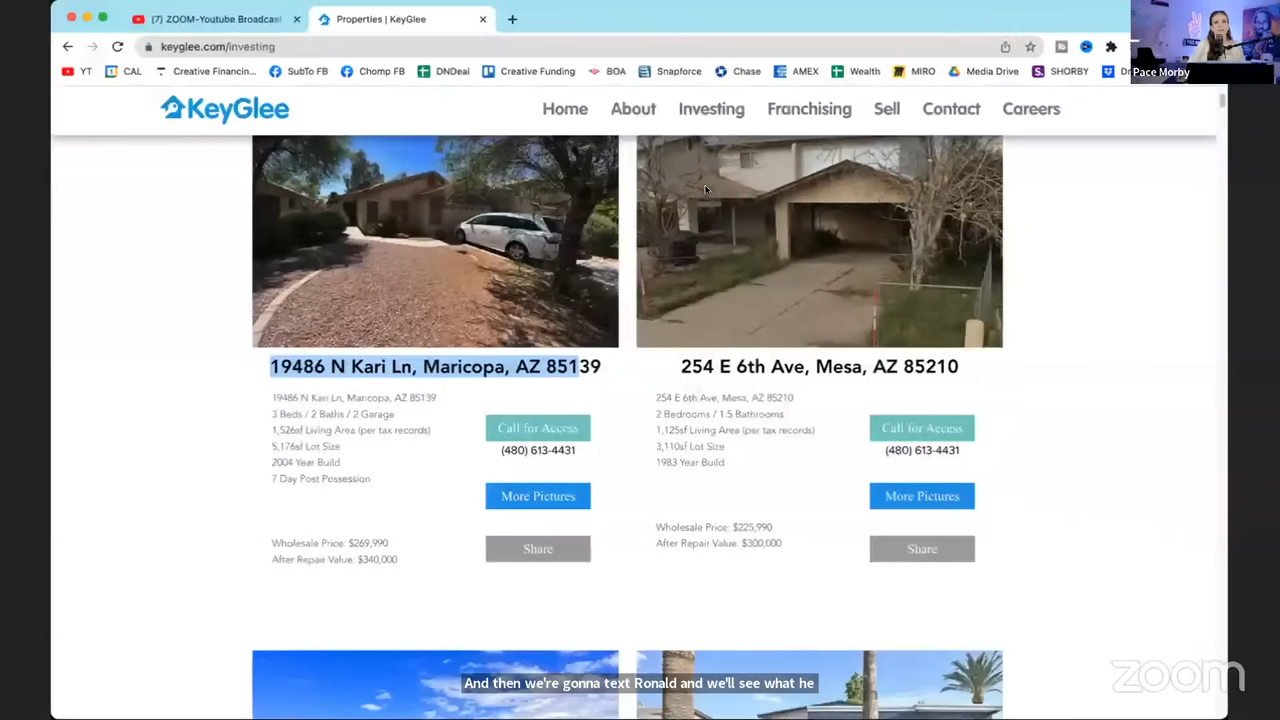 (7) ZOOM-Youtube Broadcast
Properties | KeyGlee
keyglee.com/investing
YT
CAL
Creative Financin...
SubTo FB
Chomp FB
DNDeal
Creative Funding
BOA
Snapforce
Chase
AMEX
Wealth
MIRO
Media Drive
SHORBY
Pace Morby
KeyGlee
Home About Investing Franchising Sell Contact Careers
19486 N Kari Ln, Maricopa, AZ 85139
19486 N Kari Ln, Maricopa, AZ 85139
3 Beds / 2 Baths / 2 Garage
1,526sf Living Area (per tax records)
5,176sf Lot Size
2004 Year Build
7 Day Post Possession
Call for Access
(480) 613-4431
More Pictures
Wholesale Price: $269,990
After Repair Value: $340,000
Share
254 E 6th Ave, Mesa, AZ 85210
254 E 6th Ave, Mesa, AZ 85210
2 Bedrooms / 1.5 Bathrooms
1,125sf Living Area (per tax records)
3,110sf Lot Size
1983 Year Build
Call for Access
(480) 613-4431
More Pictures
Wholesale Price: $225,990
After Repair Value: $300,000
Share
And then we're gonna text Ronald and we'll see what he
zoom